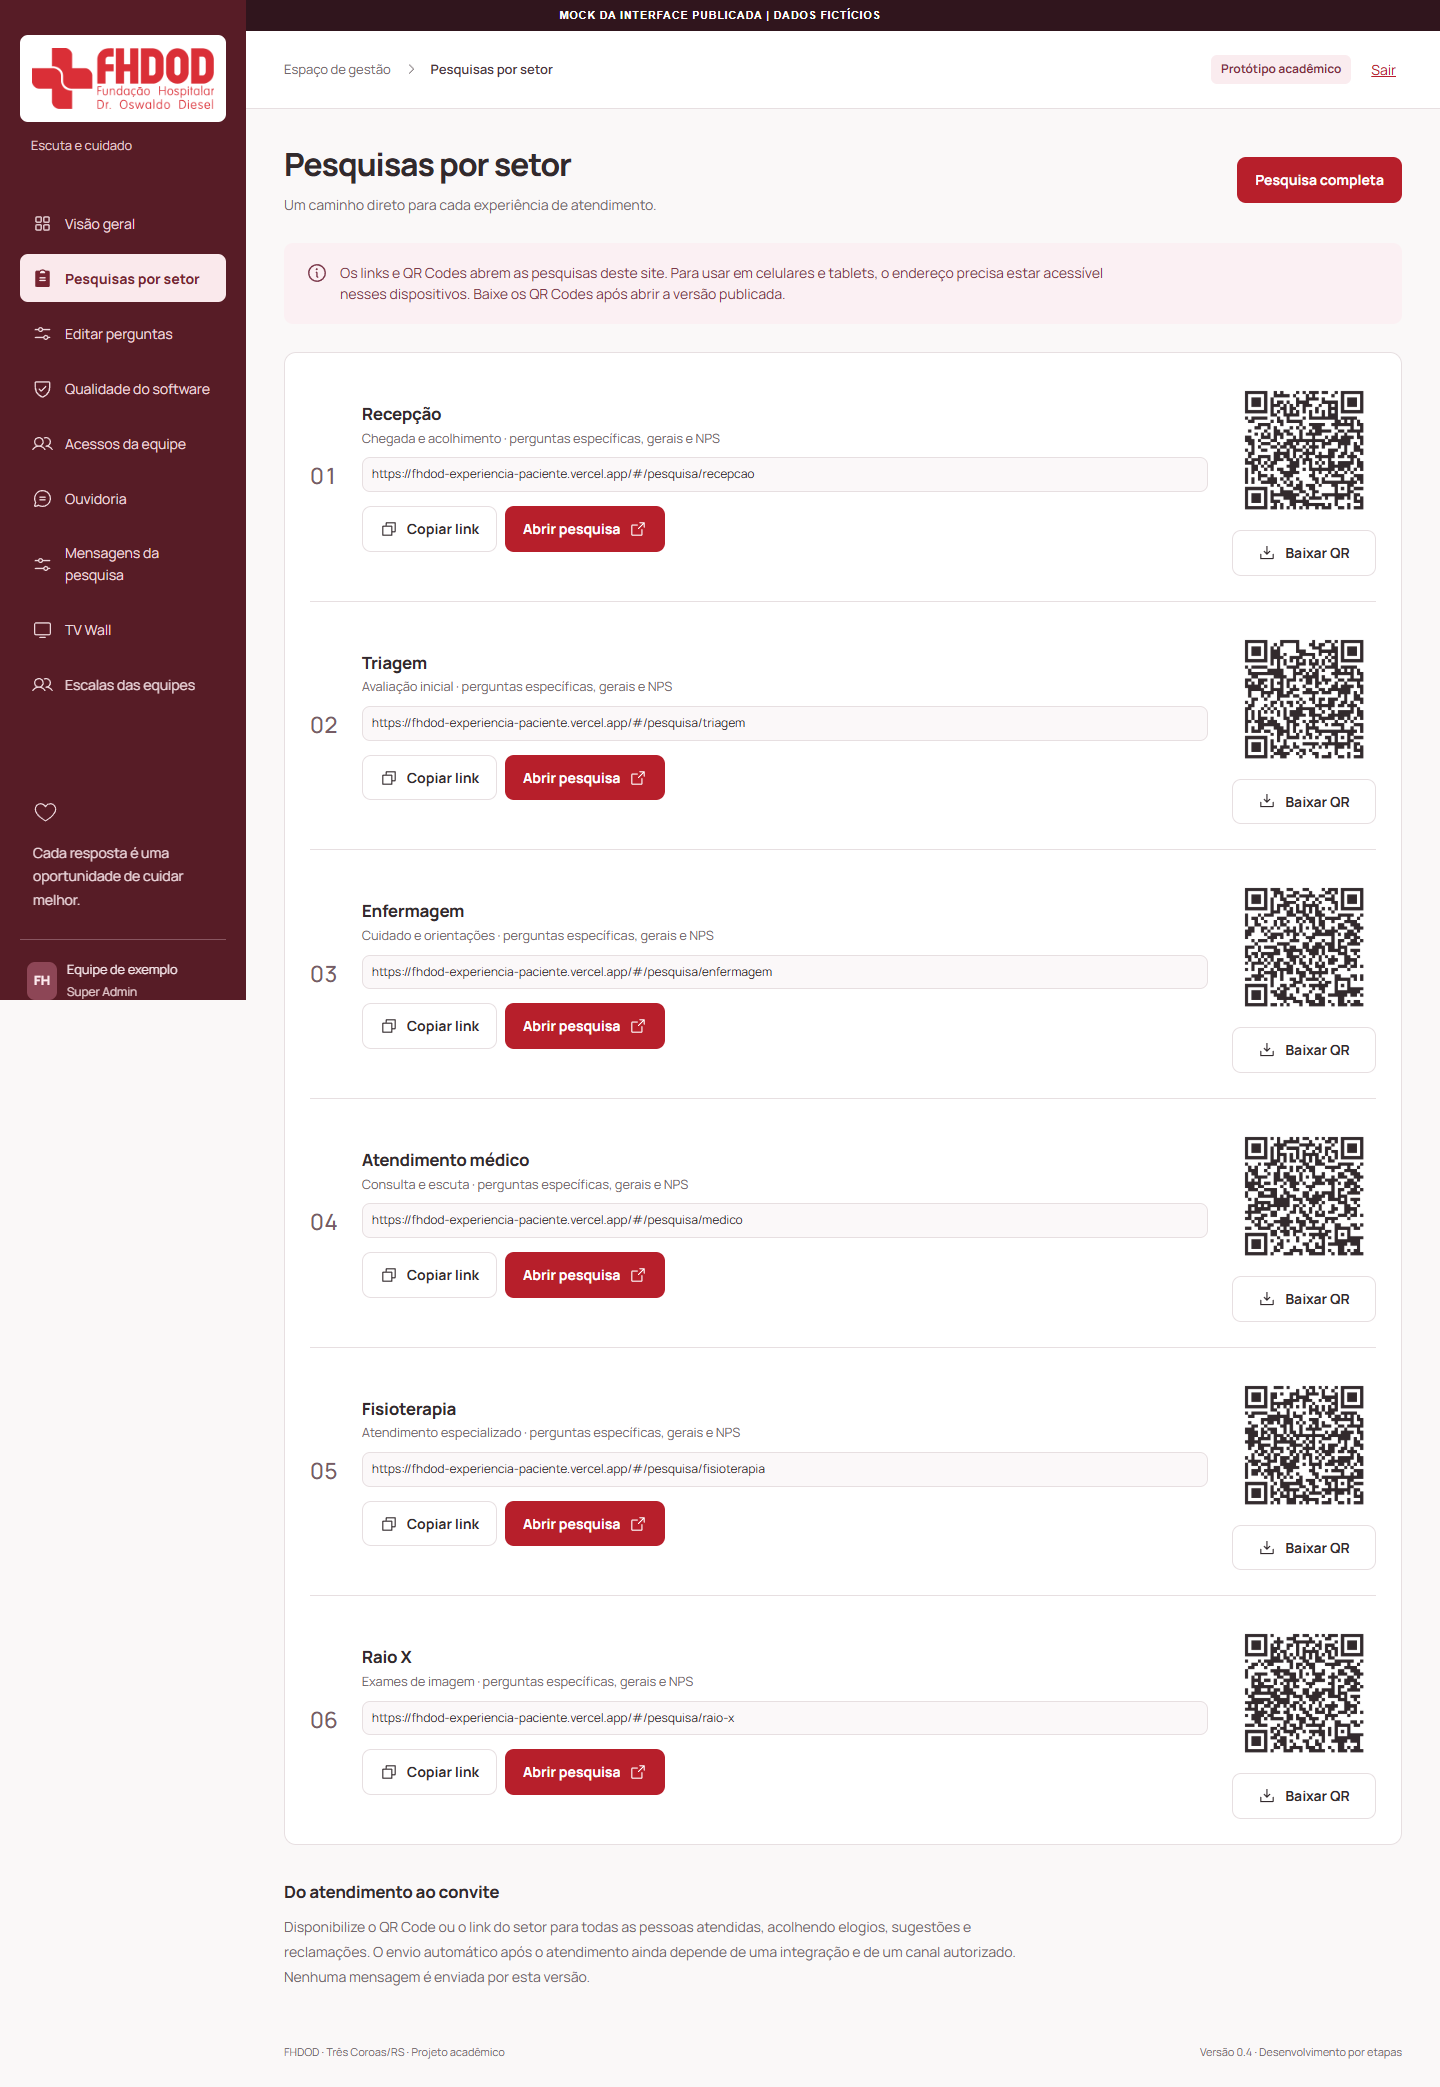 MOCK DA INTERFACE PUBLICADA | DADOS FICTÍCIOS
FHDOD
Fundação Hospitalar
Dr. Oswaldo Diesel
Escuta e cuidado
Visão geral
Pesquisas por setor
Editar perguntas
Qualidade do software
Acessos da equipe
Ouvidoria
Mensagens da
pesquisa
TV Wall
Escalas das equipes
Cada resposta é uma
oportunidade de cuidar
melhor.
FH
Equipe de exemplo
Super Admin
Espaço de gestão
Pesquisas por setor
Protótipo acadêmico
Sair
Pesquisas por setor
Um caminho direto para cada experiência de atendimento.
Pesquisa completa
Os links e QR Codes abrem as pesquisas deste site. Para usar em celulares e tablets, o endereço precisa estar acessível
nesses dispositivos. Baixe os QR Codes após abrir a versão publicada.
01
Recepção
Chegada e acolhimento · perguntas específicas, gerais e NPS
https://fhdod-experiencia-paciente.vercel.app/#/pesquisa/recepcao
Copiar link
Abrir pesquisa
Baixar QR
02
Triagem
Avaliação inicial · perguntas específicas, gerais e NPS
https://fhdod-experiencia-paciente.vercel.app/#/pesquisa/triagem
Copiar link
Abrir pesquisa
Baixar QR
03
Enfermagem
Cuidado e orientações · perguntas específicas, gerais e NPS
https://fhdod-experiencia-paciente.vercel.app/#/pesquisa/enfermagem
Copiar link
Abrir pesquisa
Baixar QR
04
Atendimento médico
Consulta e escuta · perguntas específicas, gerais e NPS
https://fhdod-experiencia-paciente.vercel.app/#/pesquisa/medico
Copiar link
Abrir pesquisa
Baixar QR
05
Fisioterapia
Atendimento especializado · perguntas específicas, gerais e NPS
https://fhdod-experiencia-paciente.vercel.app/#/pesquisa/fisioterapia
Copiar link
Abrir pesquisa
Baixar QR
06
Raio X
Exames de imagem · perguntas específicas, gerais e NPS
https://fhdod-experiencia-paciente.vercel.app/#/pesquisa/raio-x
Copiar link
Abrir pesquisa
Baixar QR
Do atendimento ao convite
Disponibilize o QR Code ou o link do setor para todas as pessoas atendidas, acolhendo elogios, sugestões e
reclamações. O envio automático após o atendimento ainda depende de uma integração e de um canal autorizado.
Nenhuma mensagem é enviada por esta versão.
FHDOD · Três Coroas/RS · Projeto acadêmico
Versão 0.4 · Desenvolvimento por etapas